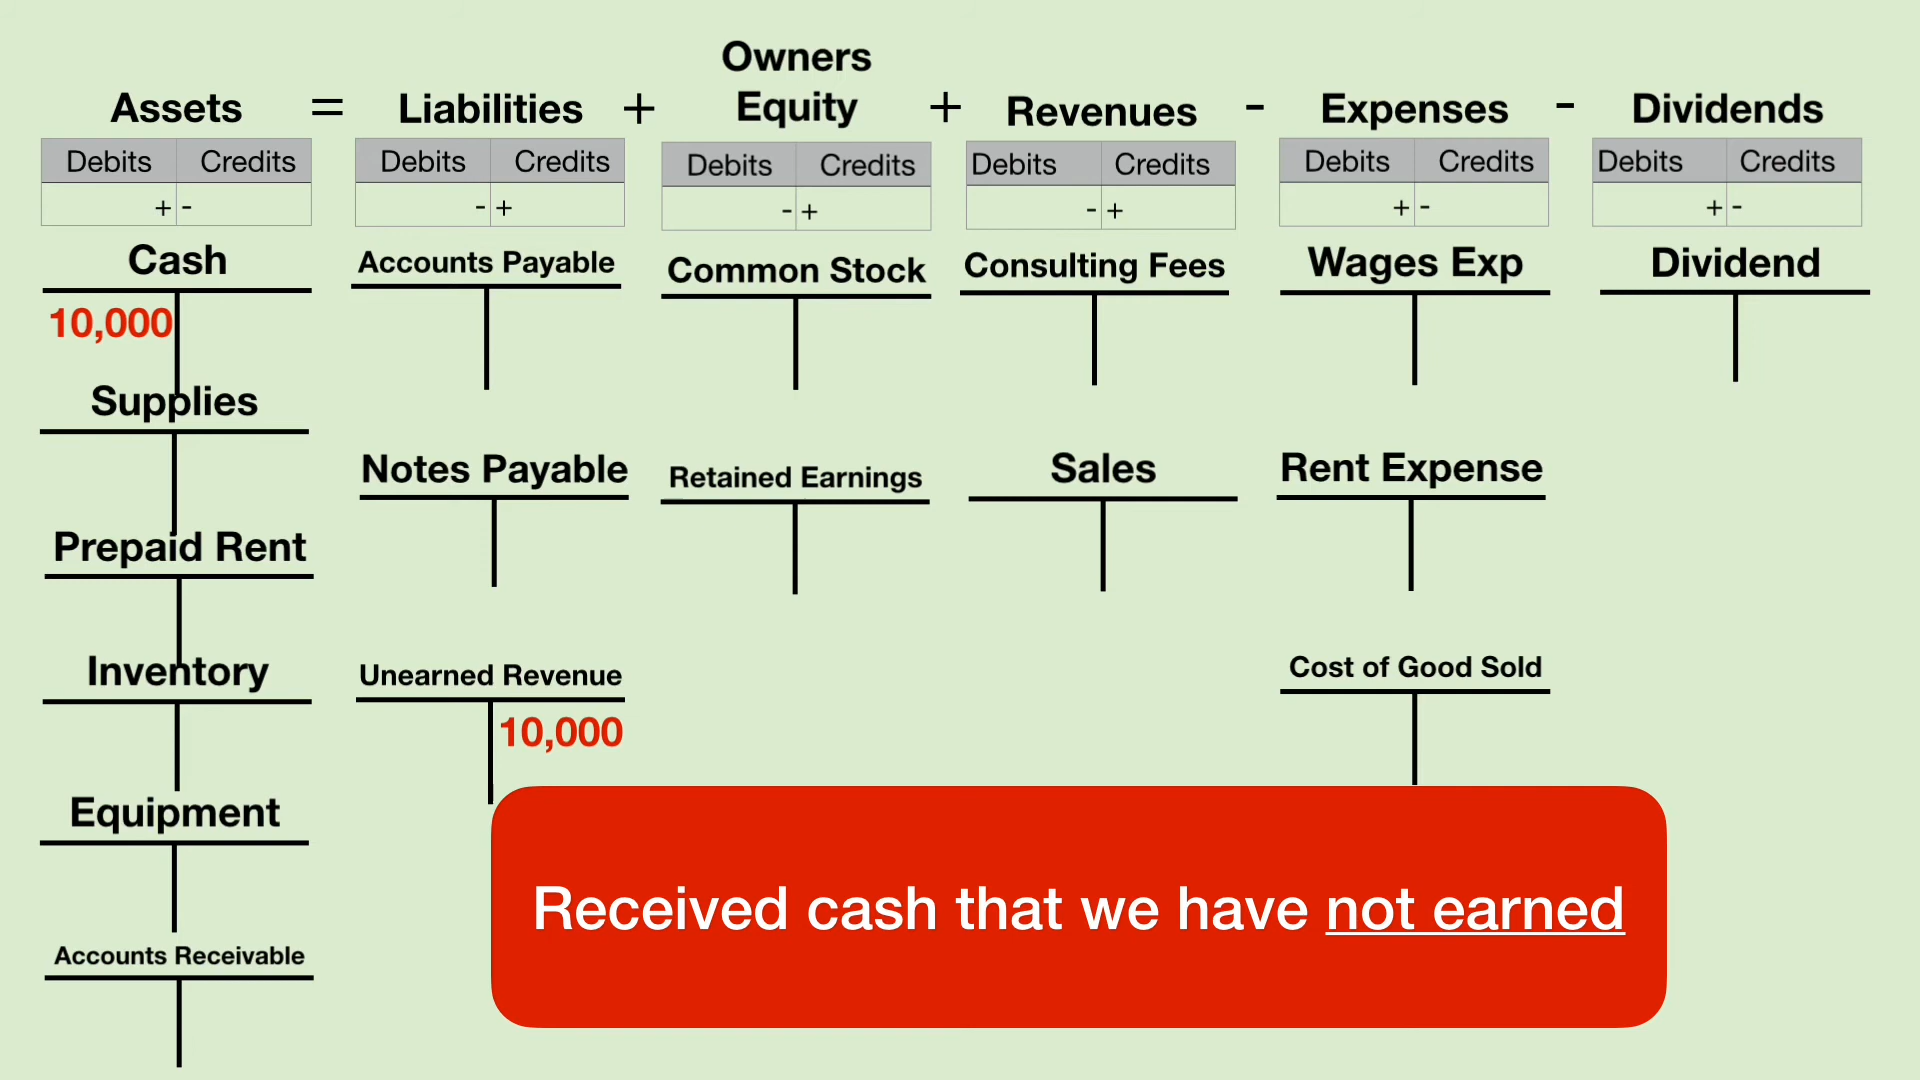 Assets = Liabilities + Owners Equity + Revenues - Expenses - Dividends
Debits Credits Debits Credits Debits Credits Debits Credits Debits Credits Debits Credits
+ - - + - + - + + - + -
Cash Accounts Payable Common Stock Consulting Fees Wages Exp Dividend
10,000
Supplies
Notes Payable Retained Earnings Sales Rent Expense
Prepaid Rent
Inventory Unearned Revenue Cost of Good Sold
10,000
Equipment
Received cash that we have not earned
Accounts Receivable